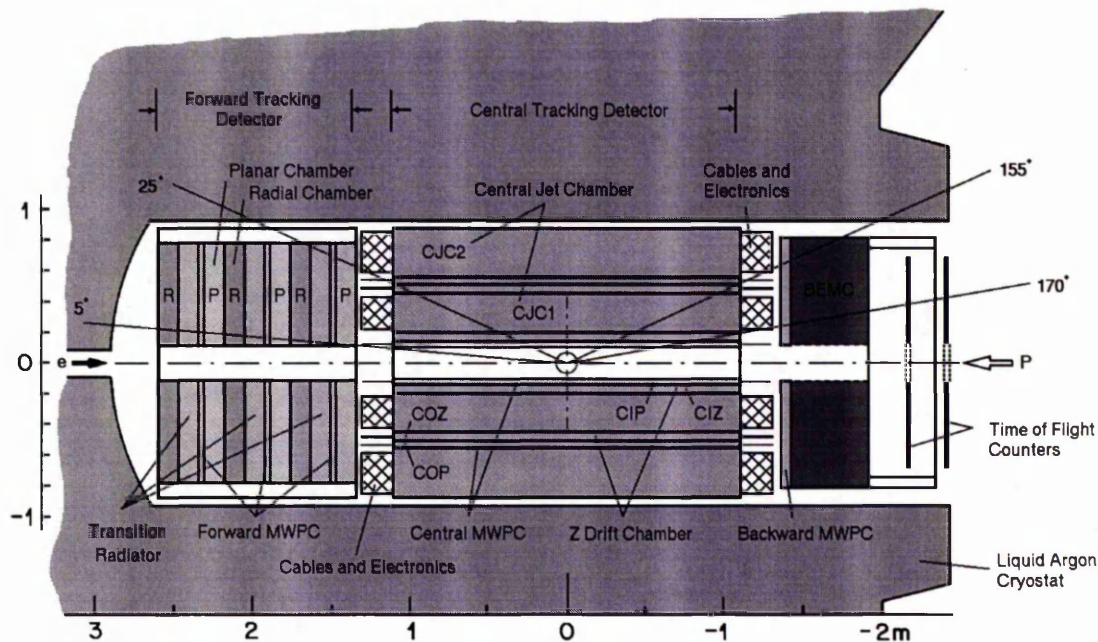 Forward Tracking
Detector
Central Tracking Detector
Planar Chamber
Radial Chamber
Central Jet Chamber
Cables and
Electronics
25°
155°
1
CJC2
5°
R
P
R
P
R
P
CJC1
BEMC
170°
0
e
P
COZ
CIP
CIZ
COP
Time of Flight
Counters
-1
Transition
Radiator
Forward MWPC
Central MWPC
Z Drift Chamber
Backward MWPC
Cables and Electronics
Liquid Argon
Cryostat
3
2
1
0
-1
-2m